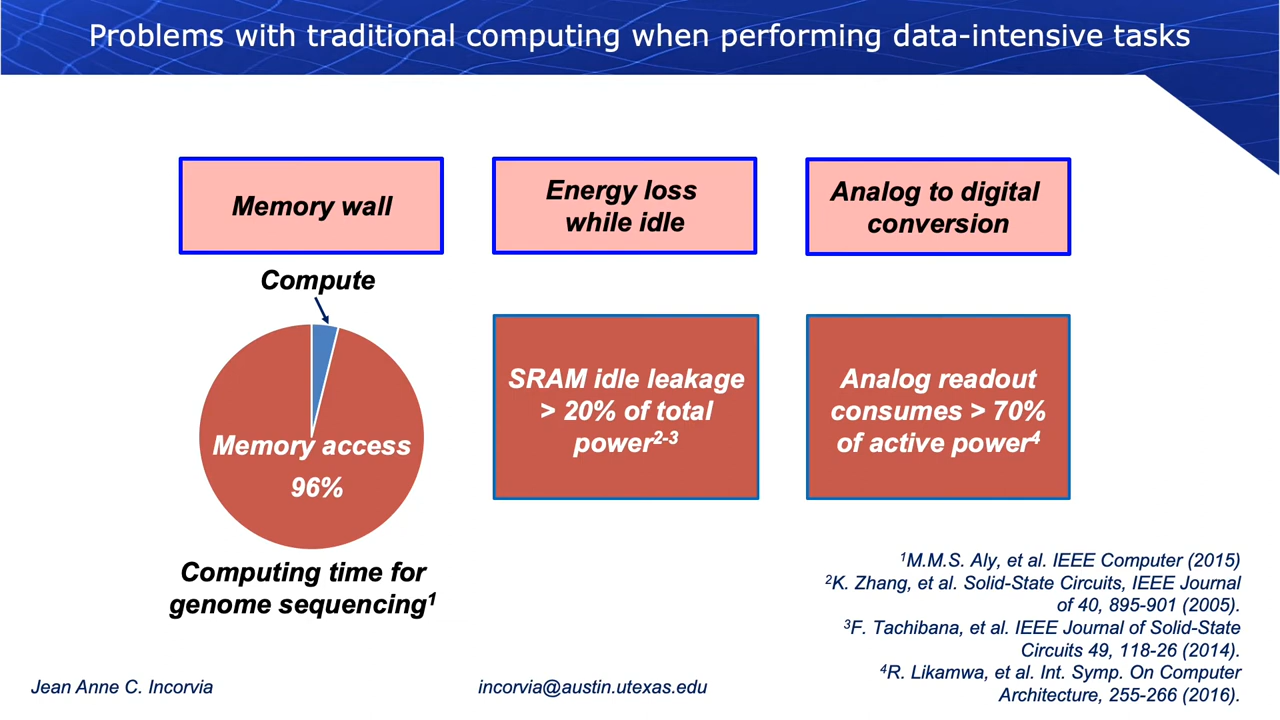 Problems with traditional computing when performing data-intensive tasks
Memory wall
Energy loss
while idle
Analog to digital
conversion
Compute
Memory access
96%
Computing time for
genome sequencing¹
SRAM idle leakage
> 20% of total
power²⁻³
Analog readout
consumes > 70%
of active power⁴
¹M.M.S. Aly, et al. IEEE Computer (2015)
²K. Zhang, et al. Solid-State Circuits, IEEE Journal
of 40, 895-901 (2005).
³F. Tachibana, et al. IEEE Journal of Solid-State
Circuits 49, 118-26 (2014).
⁴R. Likamwa, et al. Int. Symp. On Computer
Architecture, 255-266 (2016).
Jean Anne C. Incorvia
incorvia@austin.utexas.edu